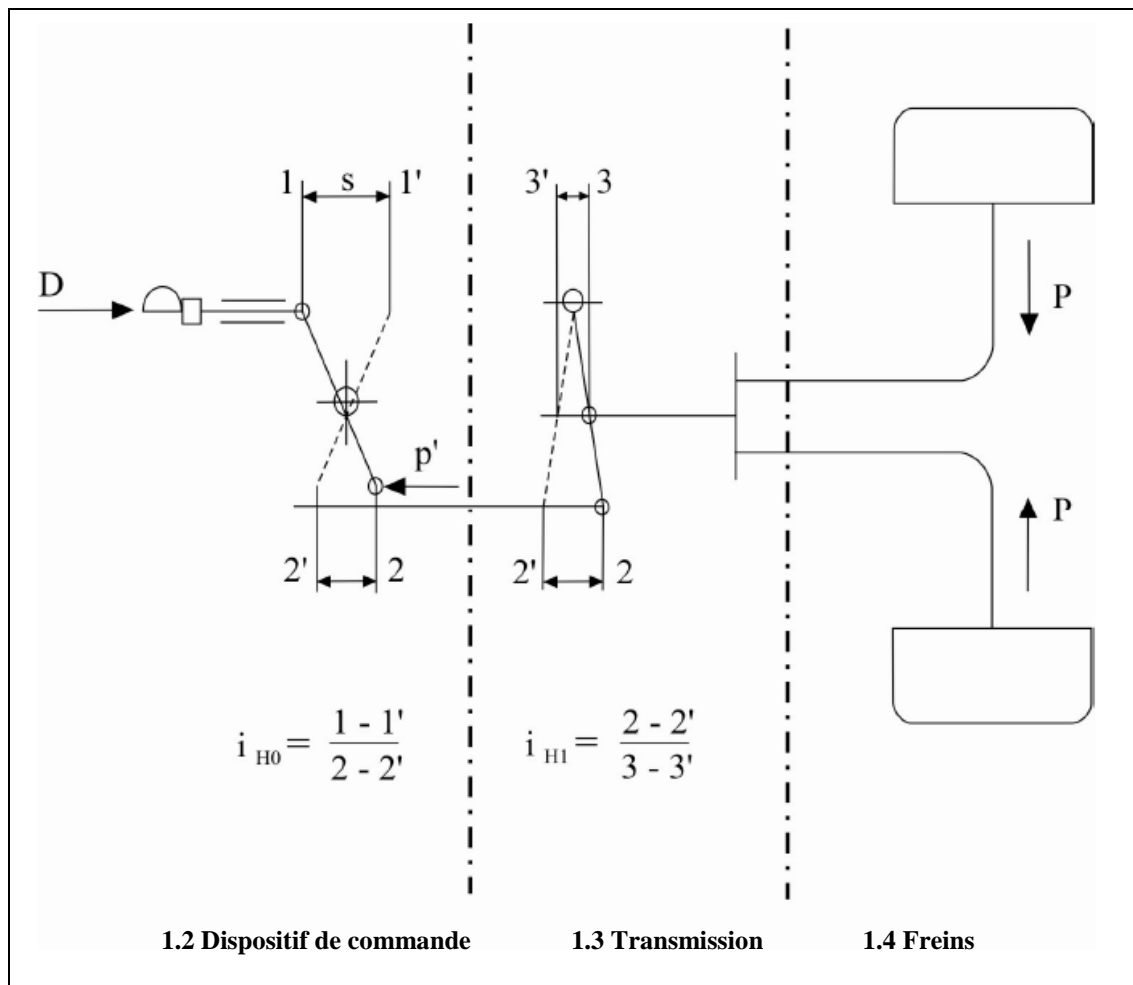 1 s 1' 3' 3
D P
p' P
2' 2 2' 2
i H0 = 1 - 1' / 2 - 2' i H1 = 2 - 2' / 3 - 3'
1.2 Dispositif de commande 1.3 Transmission 1.4 Freins